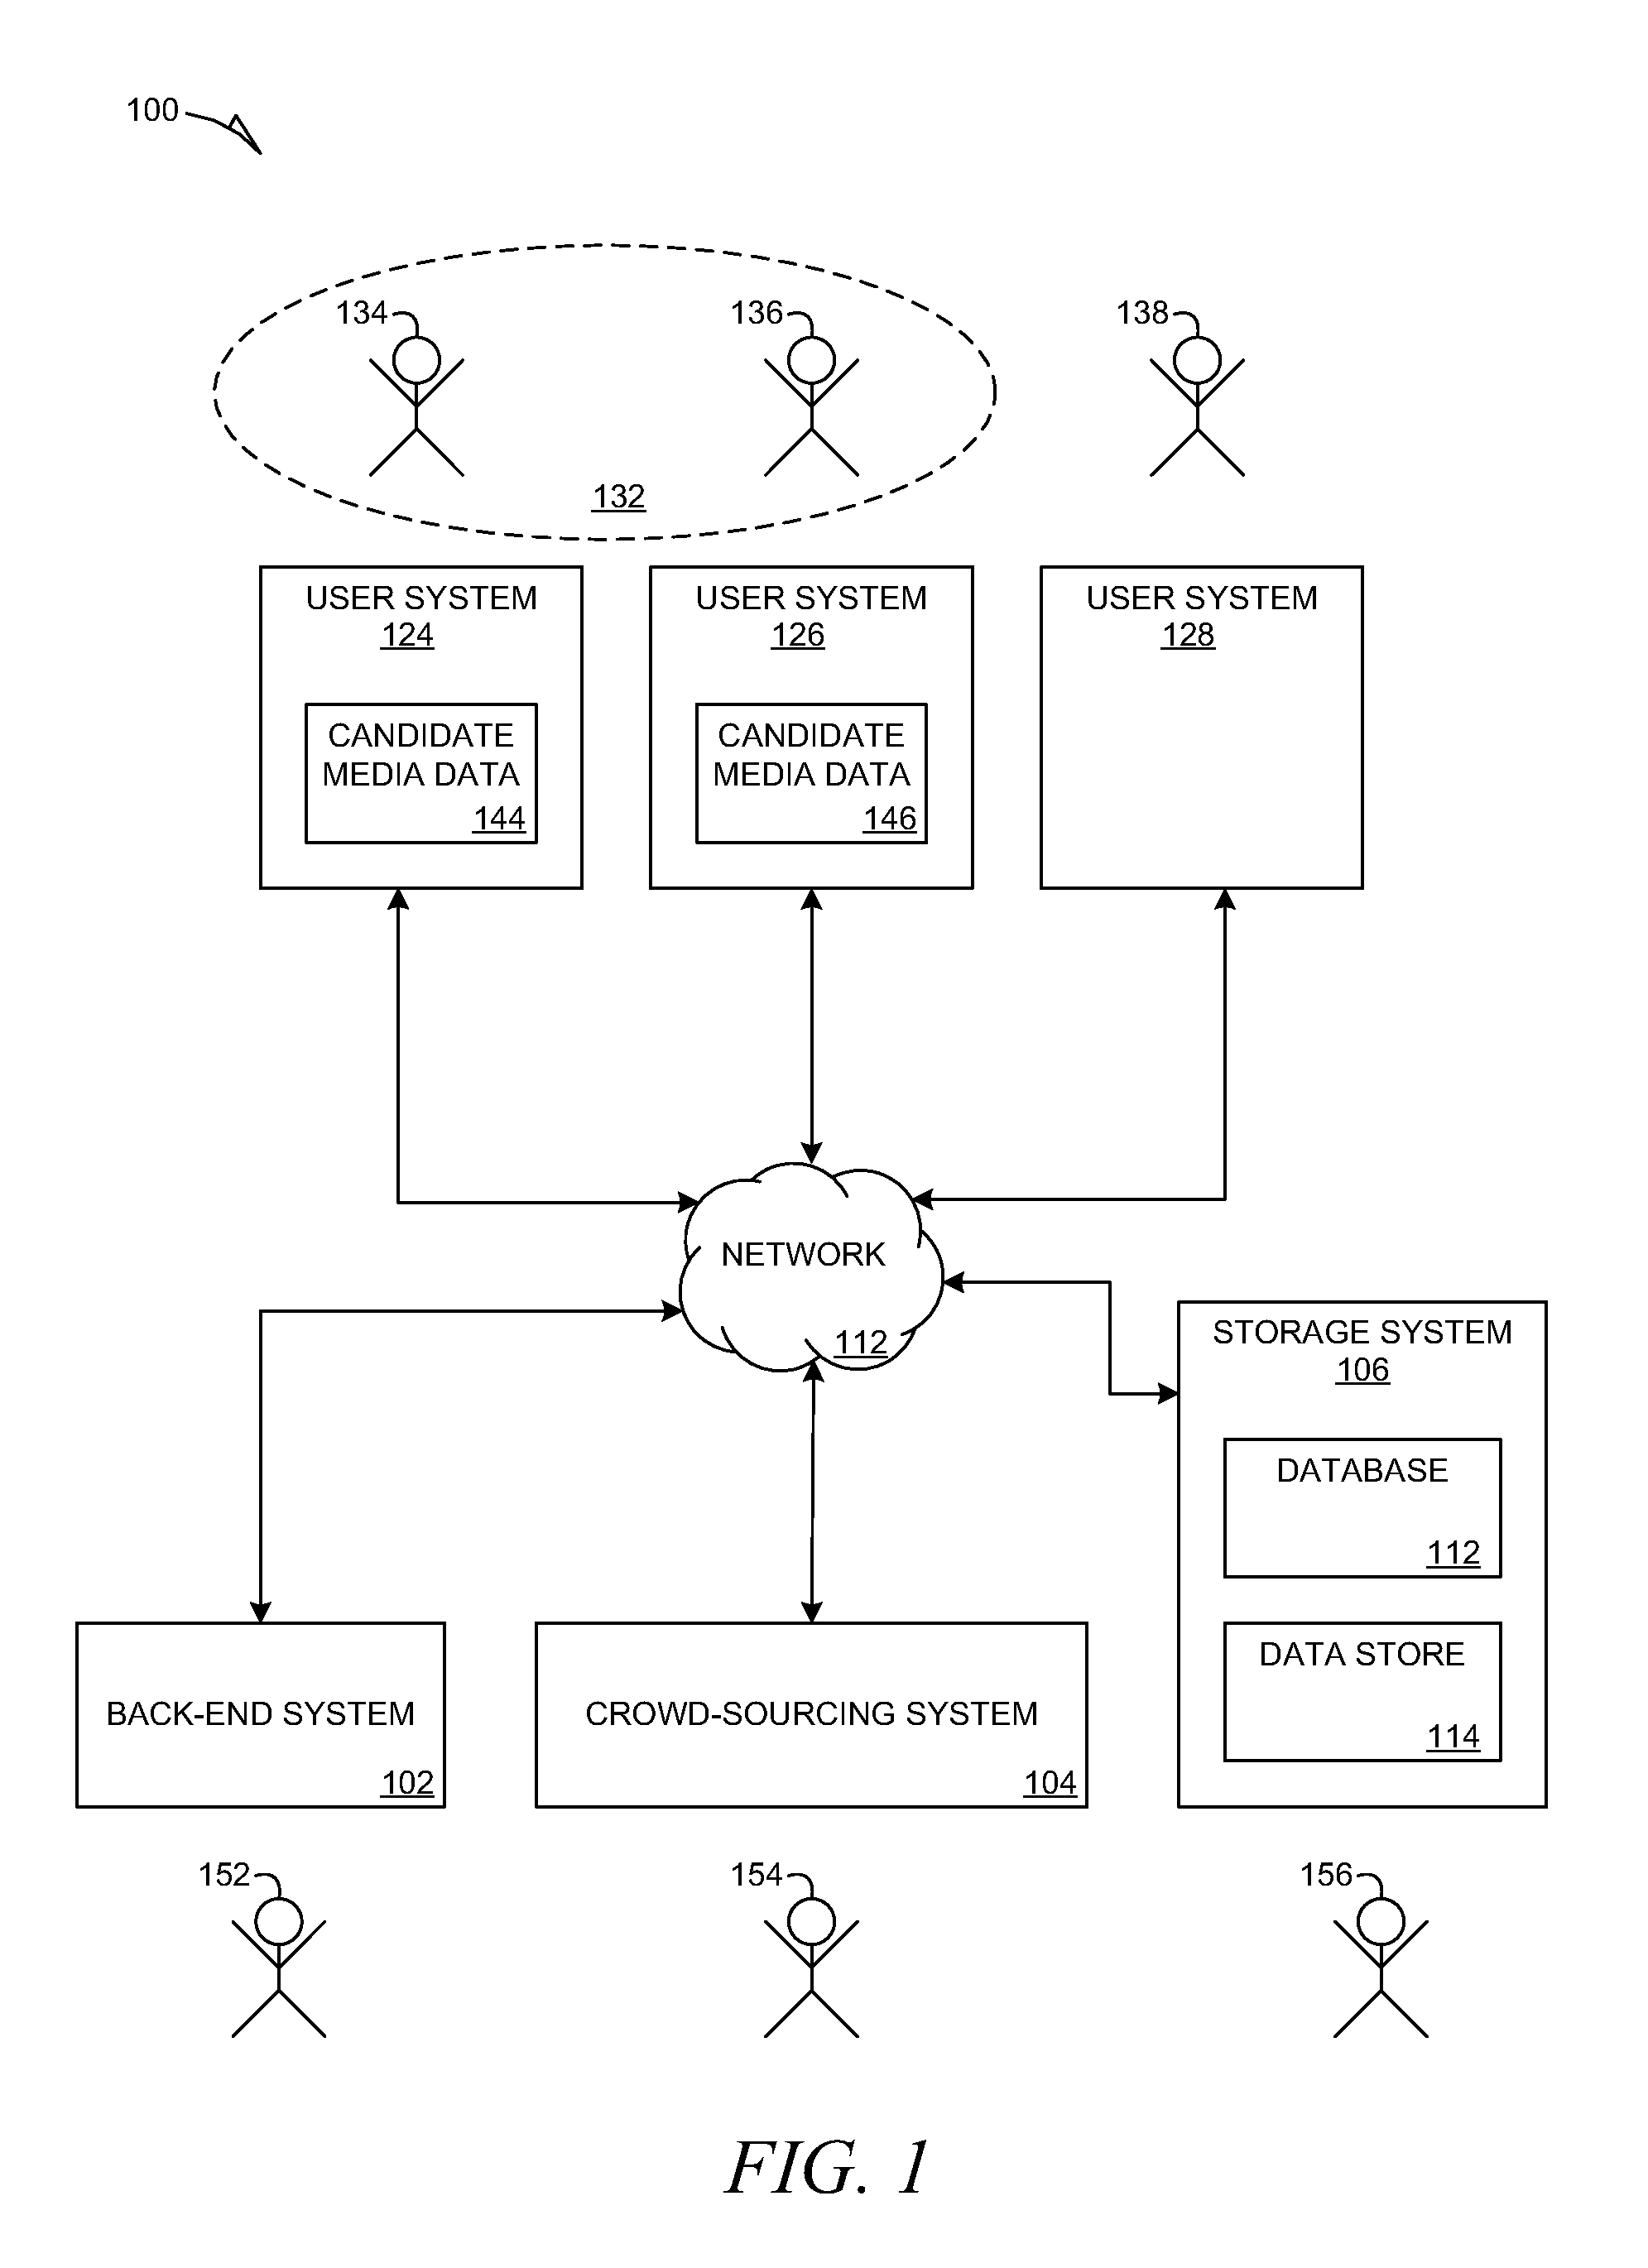 100
134
136
138
132
USER SYSTEM
124
CANDIDATE
MEDIA DATA
144
USER SYSTEM
126
CANDIDATE
MEDIA DATA
146
USER SYSTEM
128
NETWORK
112
STORAGE SYSTEM
106
DATABASE
112
DATA STORE
114
BACK-END SYSTEM
102
CROWD-SOURCING SYSTEM
104
152
154
156
FIG. 1